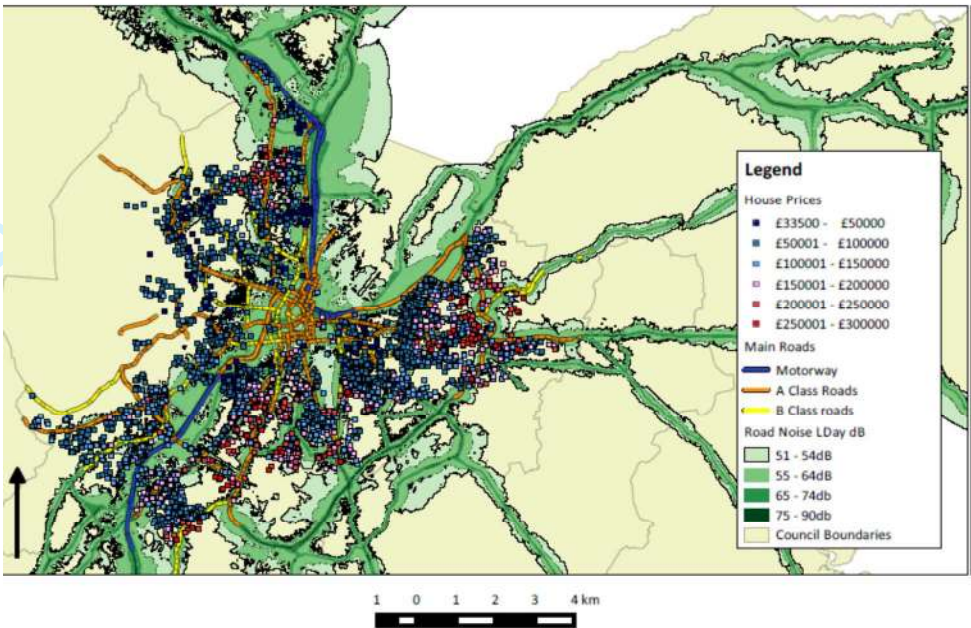 Legend
House Prices
£33500 - £50000
£50001 - £100000
£100001 - £150000
£150001 - £200000
£200001 - £250000
£250001 - £300000
Main Roads
Motorway
A Class Roads
B Class roads
Road Noise LDay dB
51 - 54dB
55 - 64dB
65 - 74db
75 - 90db
Council Boundaries
1 0 1 2 3 4 km